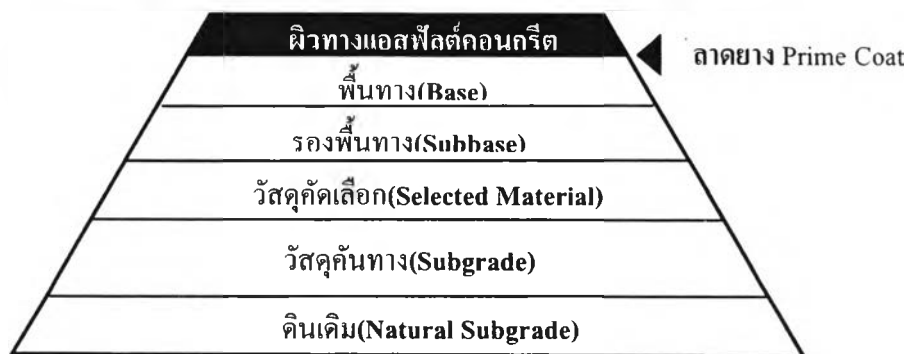 ผิวทางแอสฟัลต์คอนกรีต
ลาดยาง Prime Coat
พื้นทาง(Base)
รองพื้นทาง(Subbase)
วัสดุคัดเลือก(Selected Material)
วัสดุคันทาง(Subgrade)
ดินเดิม(Natural Subgrade)